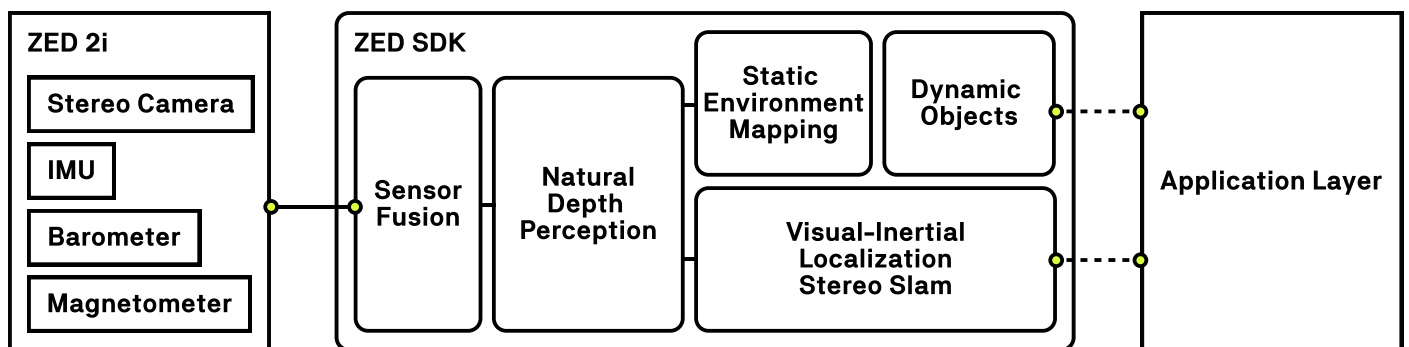 ZED 2i
Stereo Camera
IMU
Barometer
Magnetometer
ZED SDK
Sensor
Fusion
Natural
Depth
Perception
Static
Environment
Mapping
Dynamic
Objects
Visual-Inertial
Localization
Stereo Slam
Application Layer